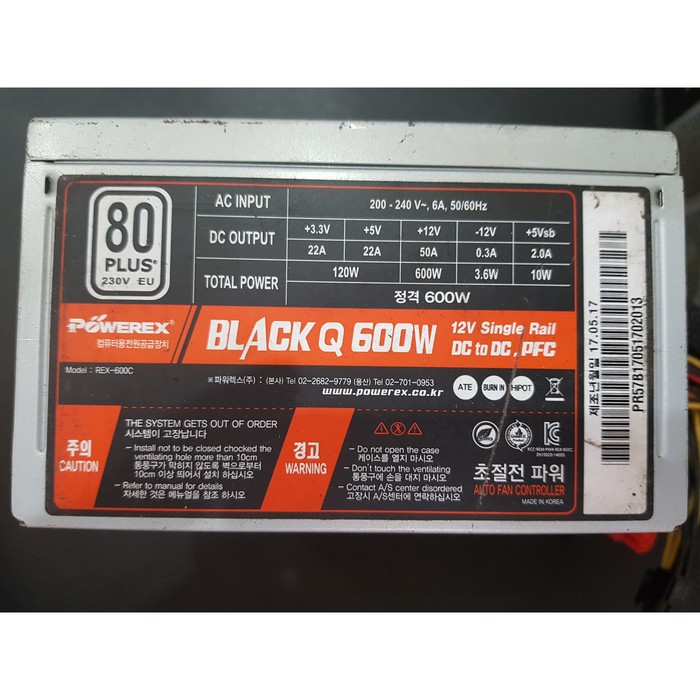 80
PLUS®
230V EU
AC INPUT 200 - 240 V~, 6A, 50/60Hz
DC OUTPUT +3.3V +5V +12V -12V +5Vsb
22A 22A 50A 0.3A 2.0A
TOTAL POWER 120W 600W 3.6W 10W
정격 600W
POWEREX®
컴퓨터용전원공급장치
BLACK Q 600W
12V Single Rail
DC to DC, PFC
Model : REX-600C
※파워렉스(주) : (본사) Tel 02-2682-9779 (용산) Tel 02-701-0953
www.powerex.co.kr
ATE BURN IN HIPOT
주의
CAUTION
THE SYSTEM GETS OUT OF ORDER
시스템이 고장납니다
- Install not to be closed chocked the
ventilating hole more than 10cm
통풍구가 막히지 않도록 벽으로부터
10cm 이상 띄어서 설치 하십시오
- Refer to manual for details
자세한 것은 메뉴얼을 참조 하십시오
경고
WARNING
- Do not open the case
케이스를 열지 마시오
- Don't touch the ventilating
통풍구에 손을 대지 마시오
- Contact A/S center disordered
고장시 A/S센터에 연락하십시오
초절전 파워
AUTO FAN CONTROLLER
MADE IN KOREA
제조년월일 17.05.17
PR57B17051702013